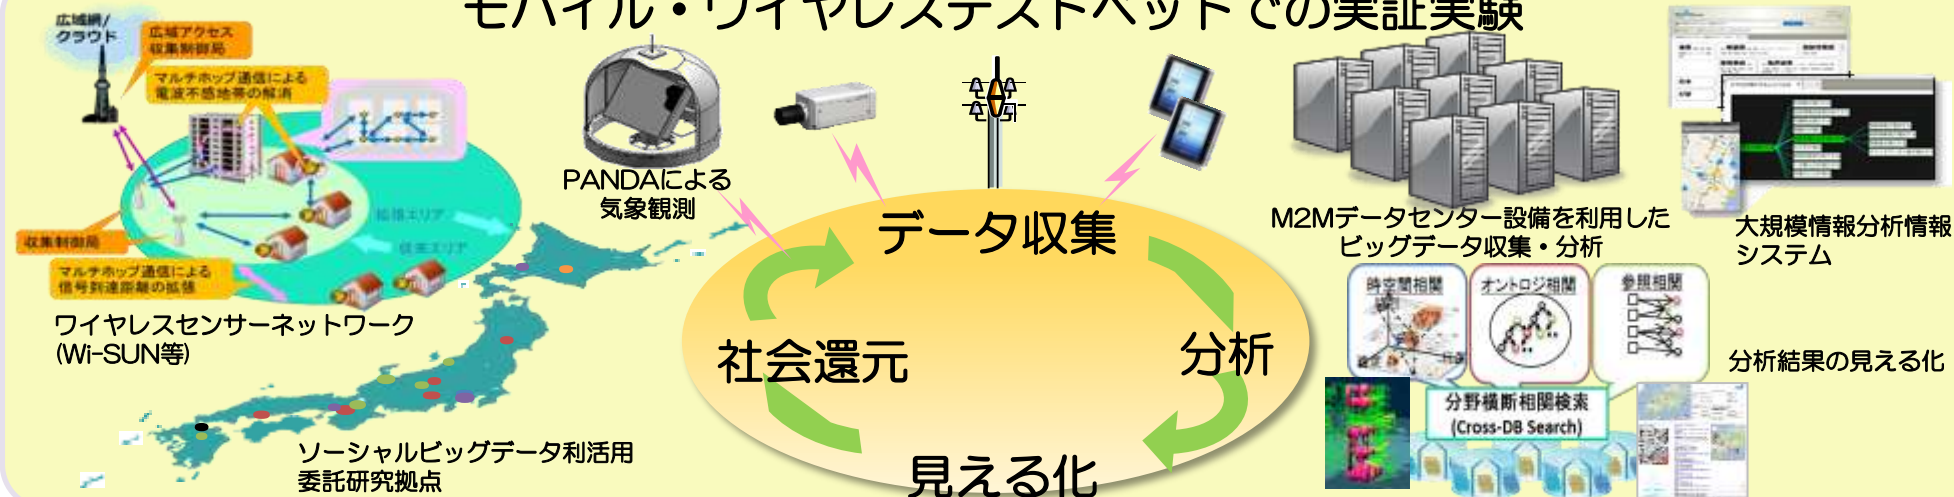 モバイル・ワイヤレステストベッドでの実証実験
広域網/
クラウド
広域アクセス
収集制御局
マルチホップ通信による
電波不感地帯の解消
拡張エリア
従来エリア
収集制御局
マルチホップ通信による
信号到達距離の拡張
ワイヤレスセンサーネットワーク
(Wi-SUN等)
PANDAによる
気象観測
ソーシャルビッグデータ利活用
委託研究拠点
データ収集
分析
見える化
社会還元
M2Mデータセンター設備を利用した
ビッグデータ収集・分析
大規模情報分析情報
システム
時空間相関
オントロジ相関
参照相関
分析結果の見える化
分野横断相関検索
(Cross-DB Search)